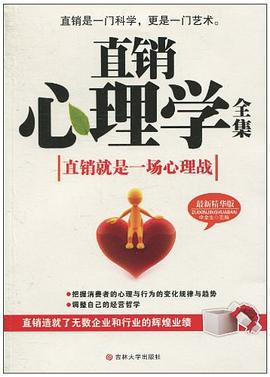 直销是一门科学，更是一门艺术。
直销
心理学全集
直销就是一场心理战
最新精华版
ZUIXINJINGHUABAN
•把握消费者的心理与行为的变化规律与趋势
•调整自己的经营哲学
直销造就了无数企业和行业的辉煌业绩
吉林大学出版社